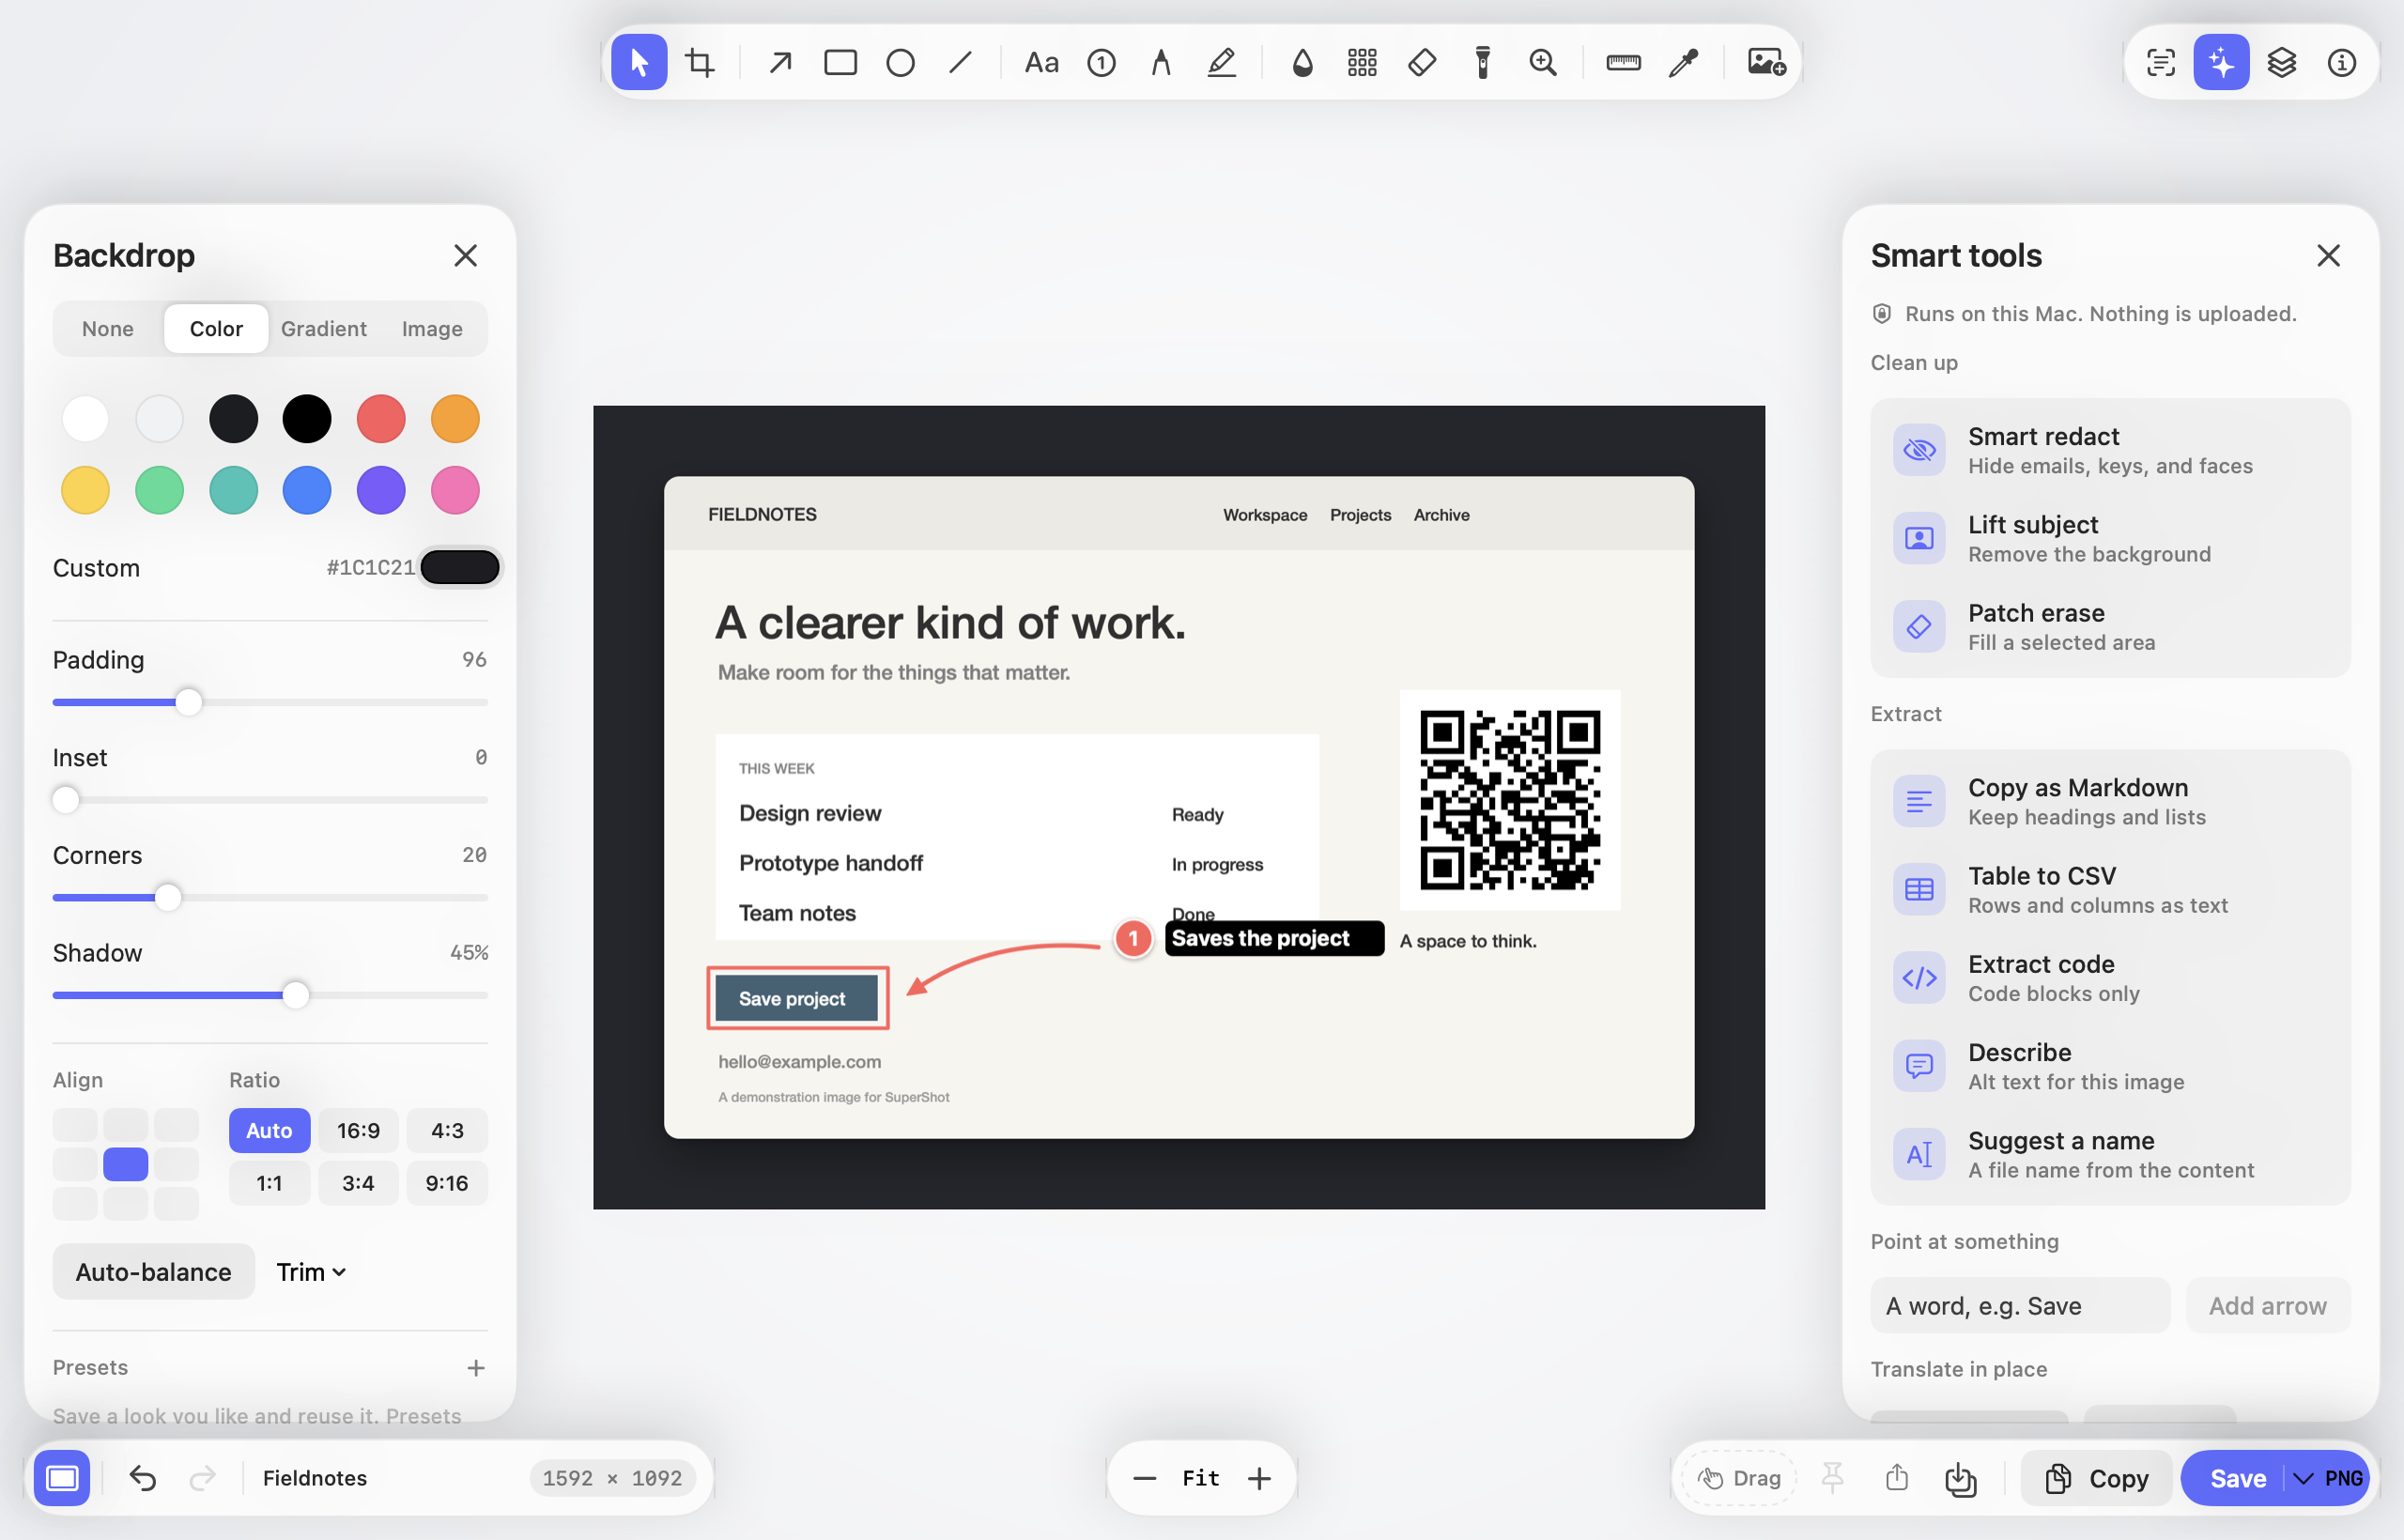 Aa
1
Backdrop
None Color Gradient Image
Custom #1C1C21
Padding 96
Inset 0
Corners 20
Shadow 45%
Align Ratio
Auto 16:9 4:3
1:1 3:4 9:16
Auto-balance Trim
Presets
Save a look you like and reuse it. Presets
FIELDNOTES Workspace Projects Archive
A clearer kind of work.
Make room for the things that matter.
THIS WEEK
Design review Ready
Prototype handoff In progress
Team notes Done
1 Saves the project
A space to think.
Save project
hello@example.com
A demonstration image for SuperShot
Smart tools
Runs on this Mac. Nothing is uploaded.
Clean up
Smart redact
Hide emails, keys, and faces
Lift subject
Remove the background
Patch erase
Fill a selected area
Extract
Copy as Markdown
Keep headings and lists
Table to CSV
Rows and columns as text
Extract code
Code blocks only
Describe
Alt text for this image
Suggest a name
A file name from the content
Point at something
A word, e.g. Save Add arrow
Translate in place
Fieldnotes 1592 × 1092
Fit
Drag Copy Save PNG